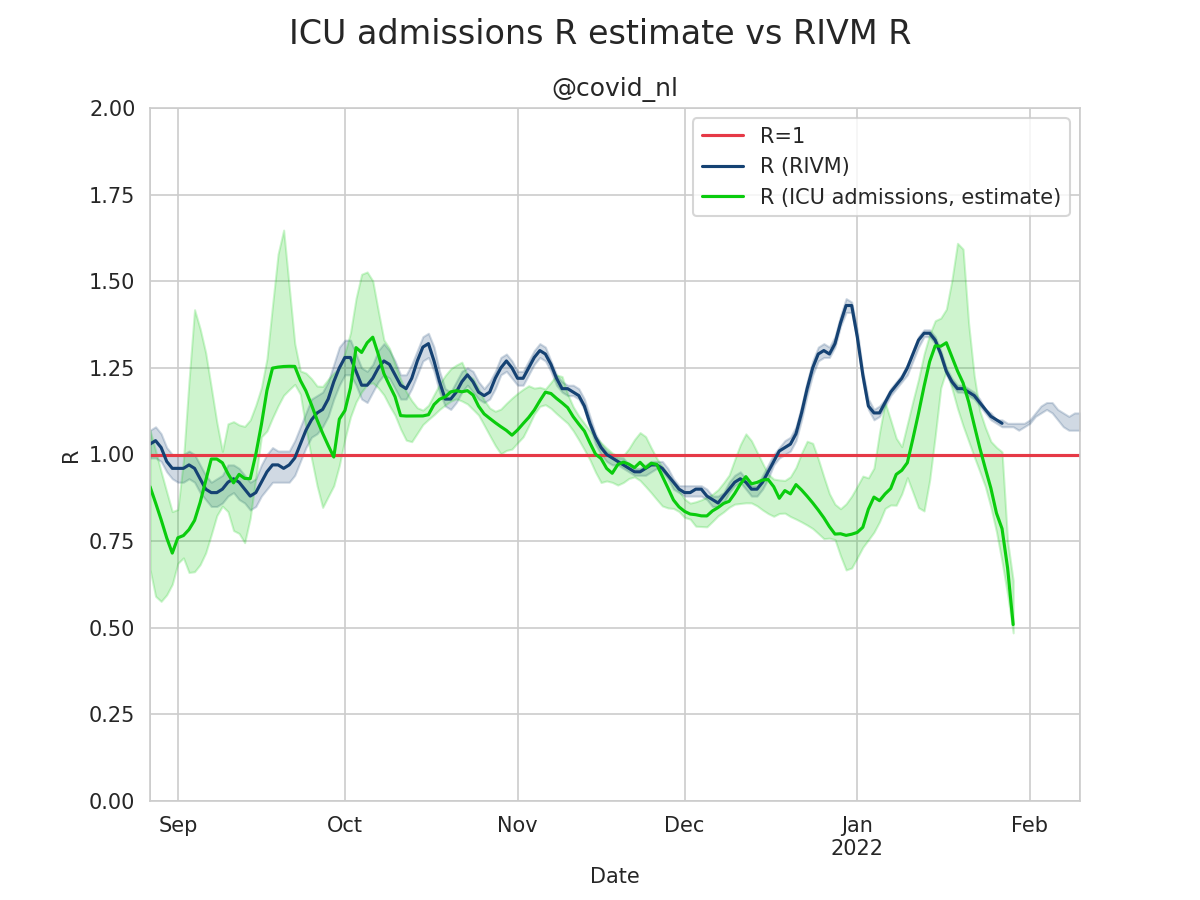 ICU admissions R estimate vs RIVM R
@covid_nl
2.00
1.75
1.50
1.25
1.00
0.75
0.50
0.25
0.00
R
R=1
R (RIVM)
R (ICU admissions, estimate)
Sep
Oct
Nov
Dec
Jan
2022
Feb
Date